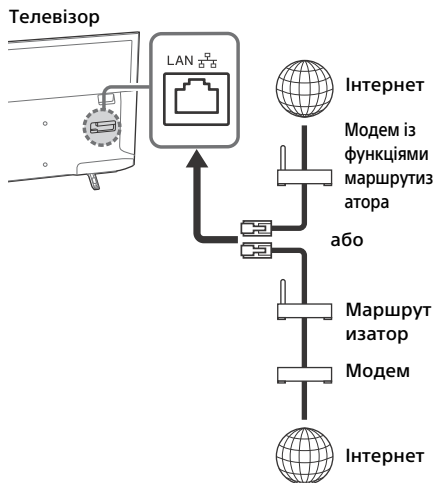 Телевізор
LAN
Інтернет
Модем із
функціями
маршрутиз
атора
або
Маршрут
изатор
Модем
Інтернет